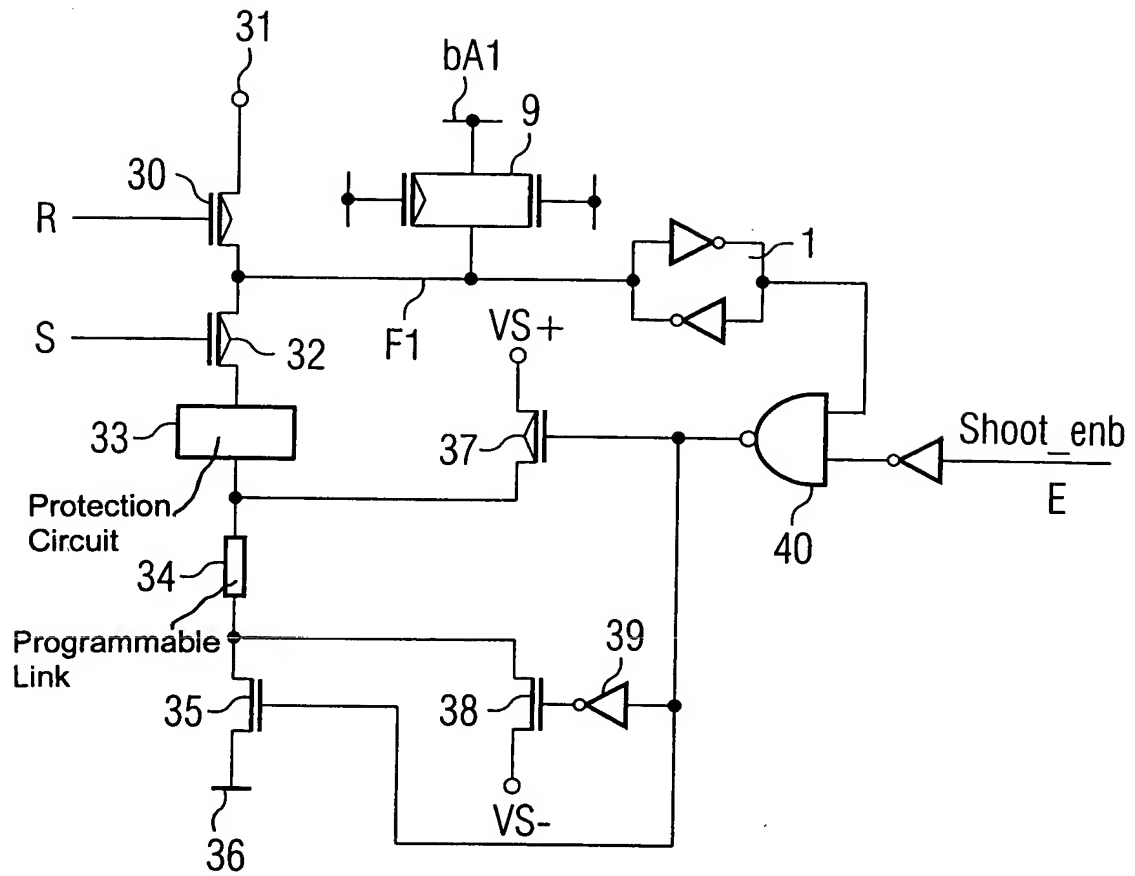 31
bA1
9
30
R
1
S
32
F1
VS+
33
37
Shoot_enb
E
40
Protection
Circuit
34
Programmable
Link
39
35
38
VS-
36